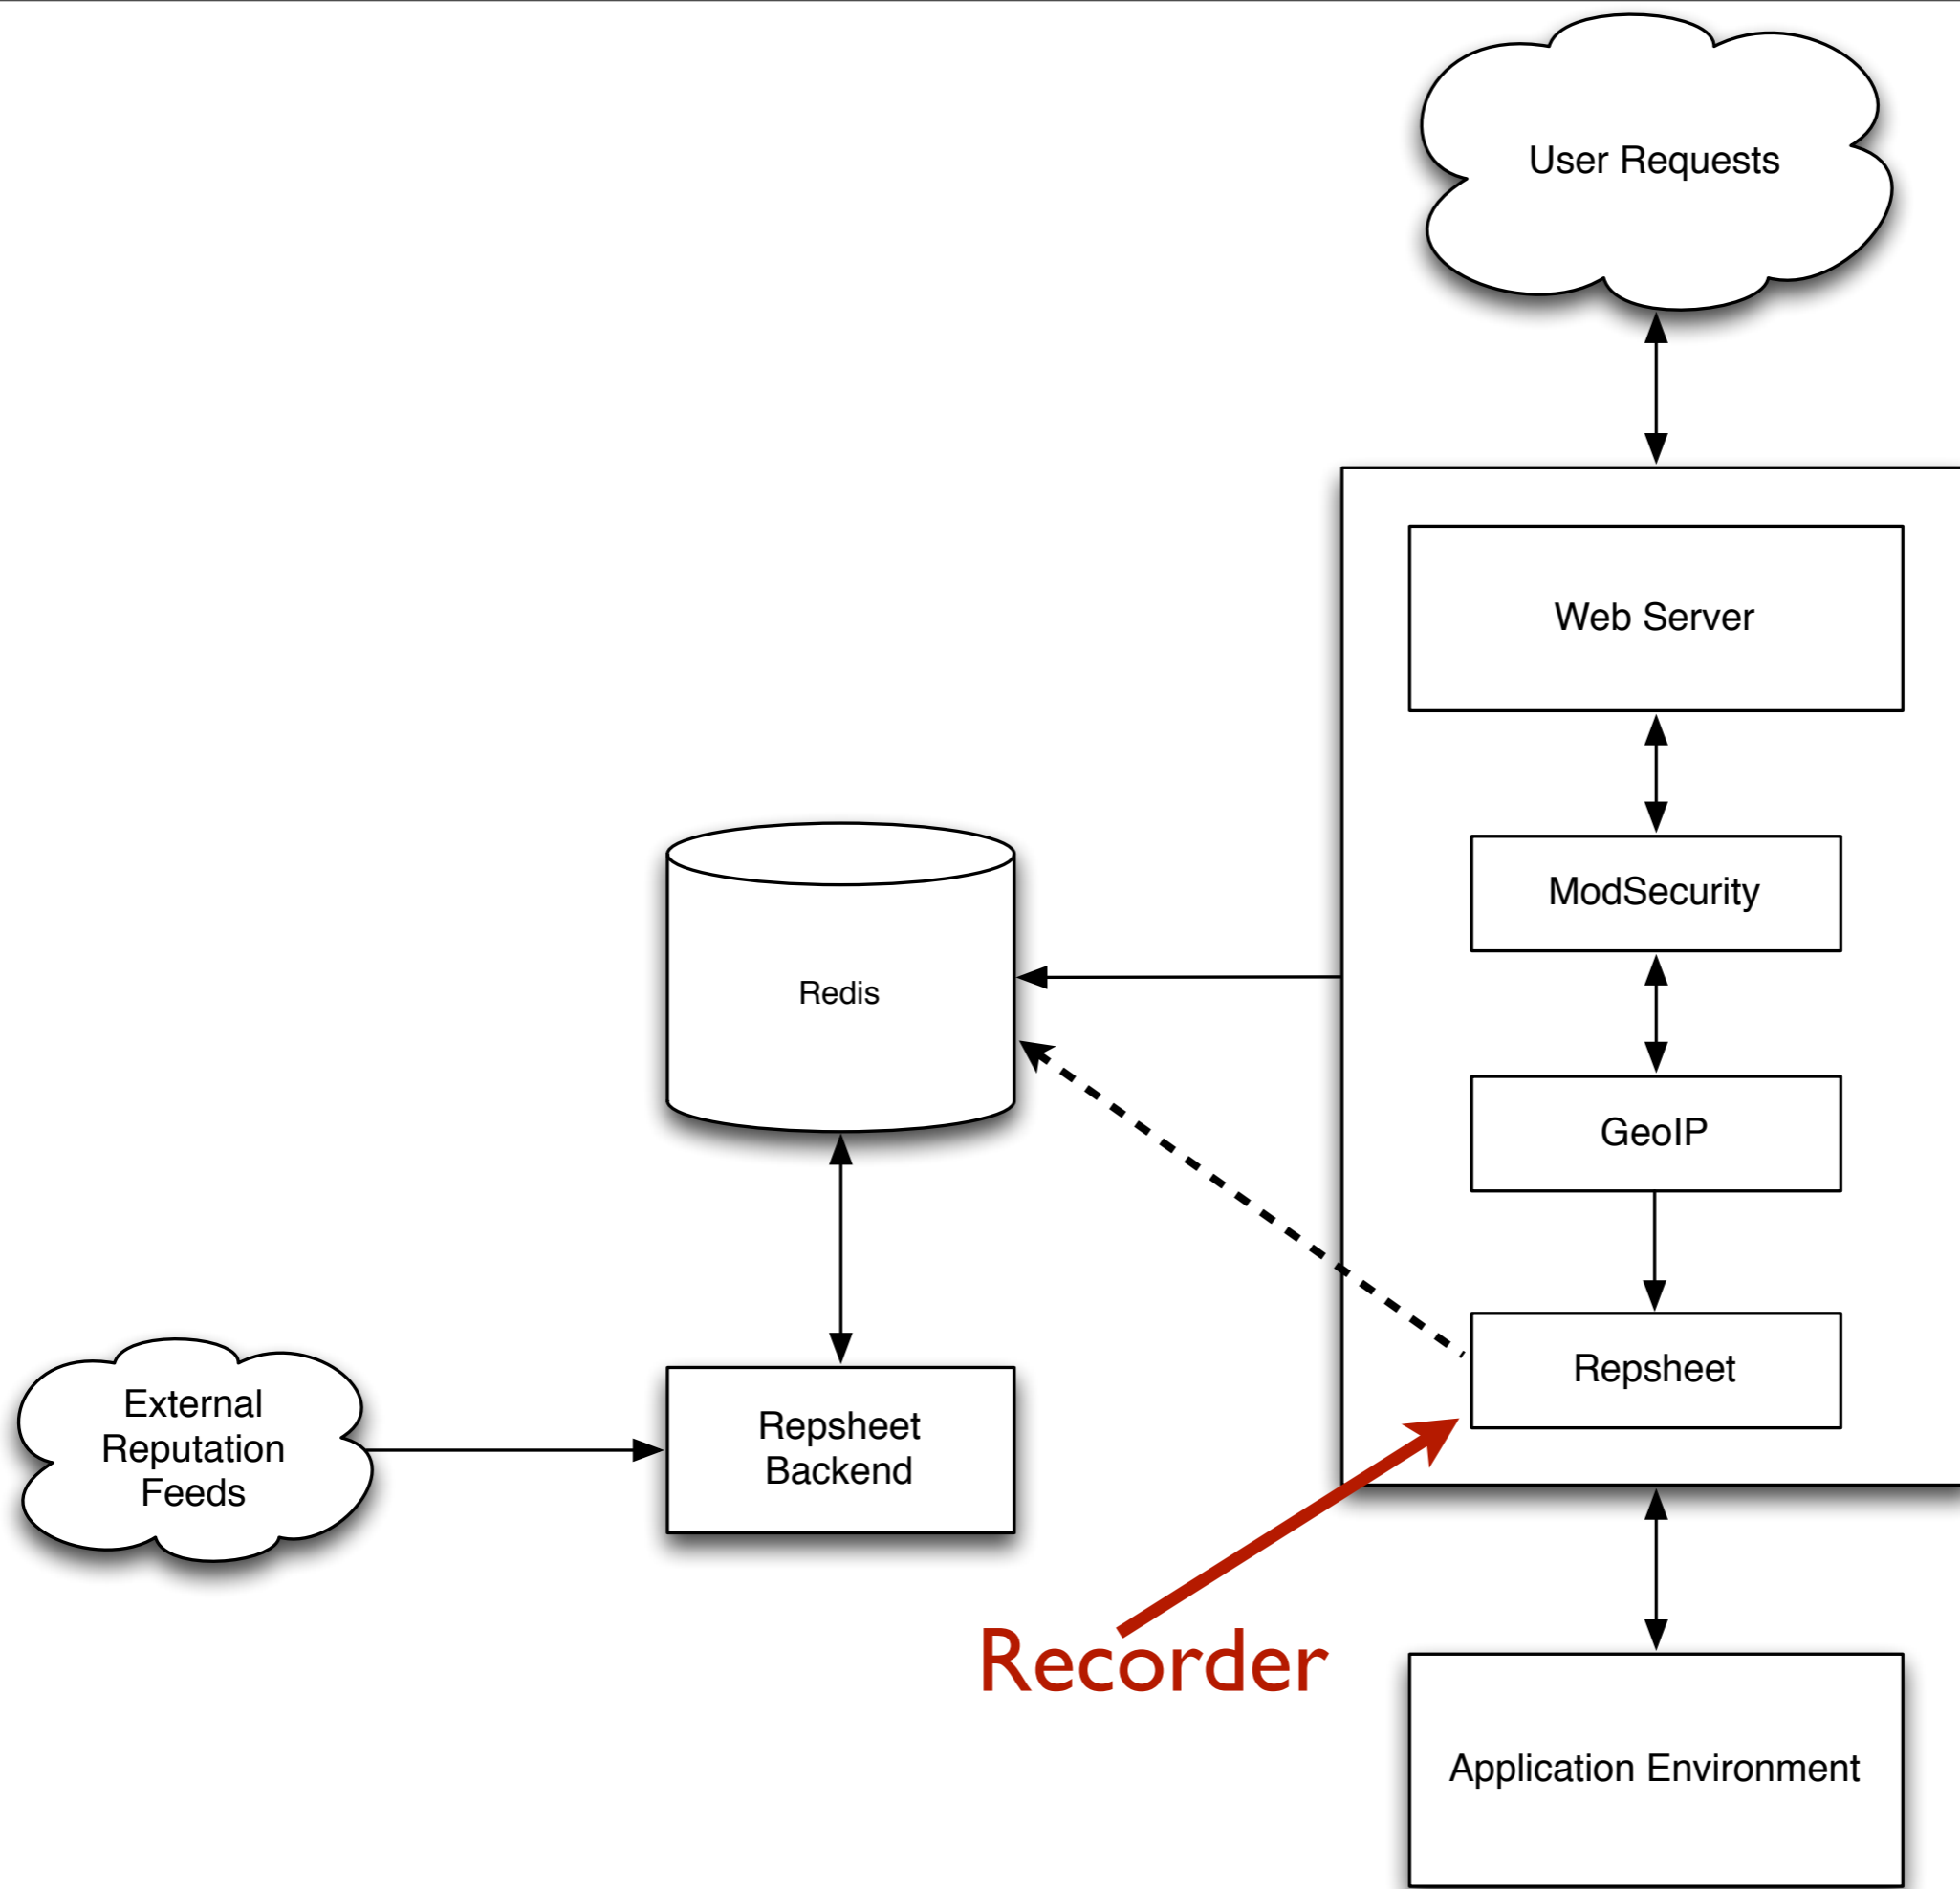 User Requests
Web Server
ModSecurity
Redis
GeoIP
Repsheet
External
Reputation
Feeds
Repsheet
Backend
Recorder
Application Environment